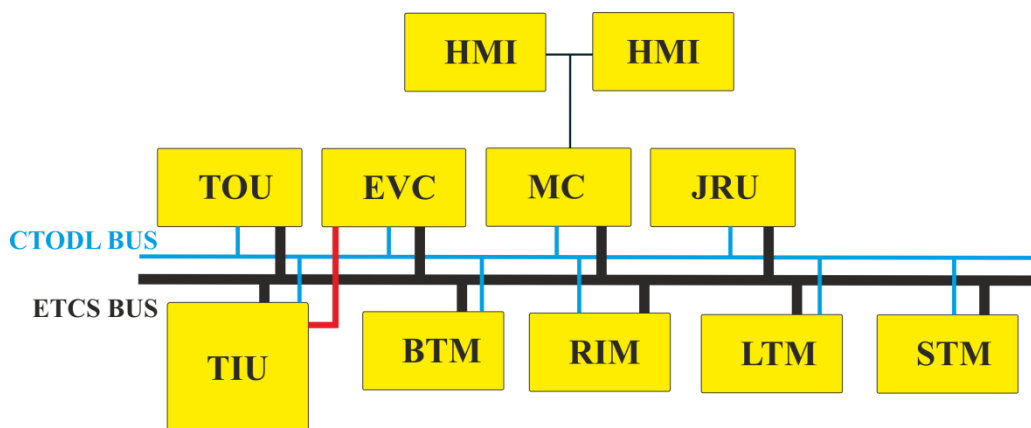 HMI
HMI
TOU
EVC
MC
JRU
CTODL BUS
ETCS BUS
TIU
BTM
RIM
LTM
STM